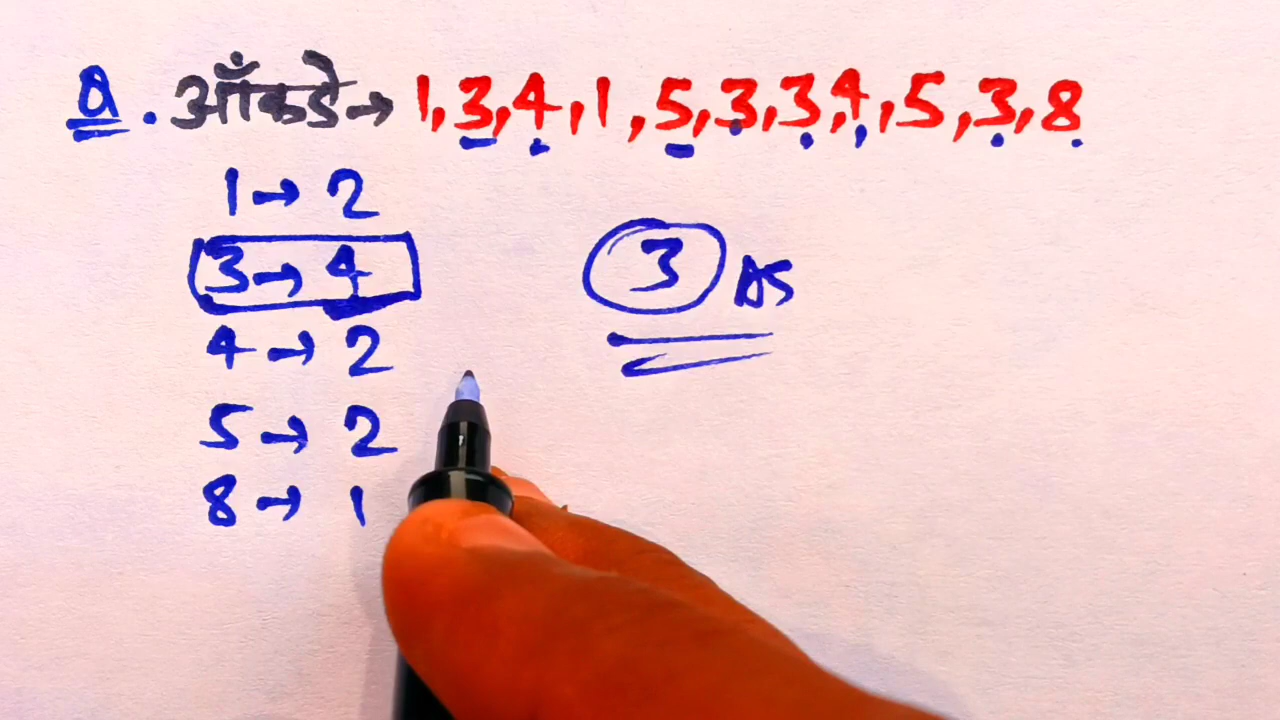 Q. आँकडे → 1,3,4,1,5,3,3,4,5,3,8
1 → 2
3 → 4
4 → 2
5 → 2
8 → 1
3 AS